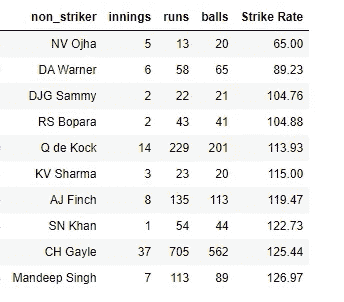 non_striker innings runs balls Strike Rate
NV Ojha 5 13 20 65.00
DA Warner 6 58 65 89.23
DJG Sammy 2 22 21 104.76
RS Bopara 2 43 41 104.88
Q de Kock 14 229 201 113.93
KV Sharma 3 23 20 115.00
AJ Finch 8 135 113 119.47
SN Khan 1 54 44 122.73
CH Gayle 37 705 562 125.44
Mandeep Singh 7 113 89 126.97